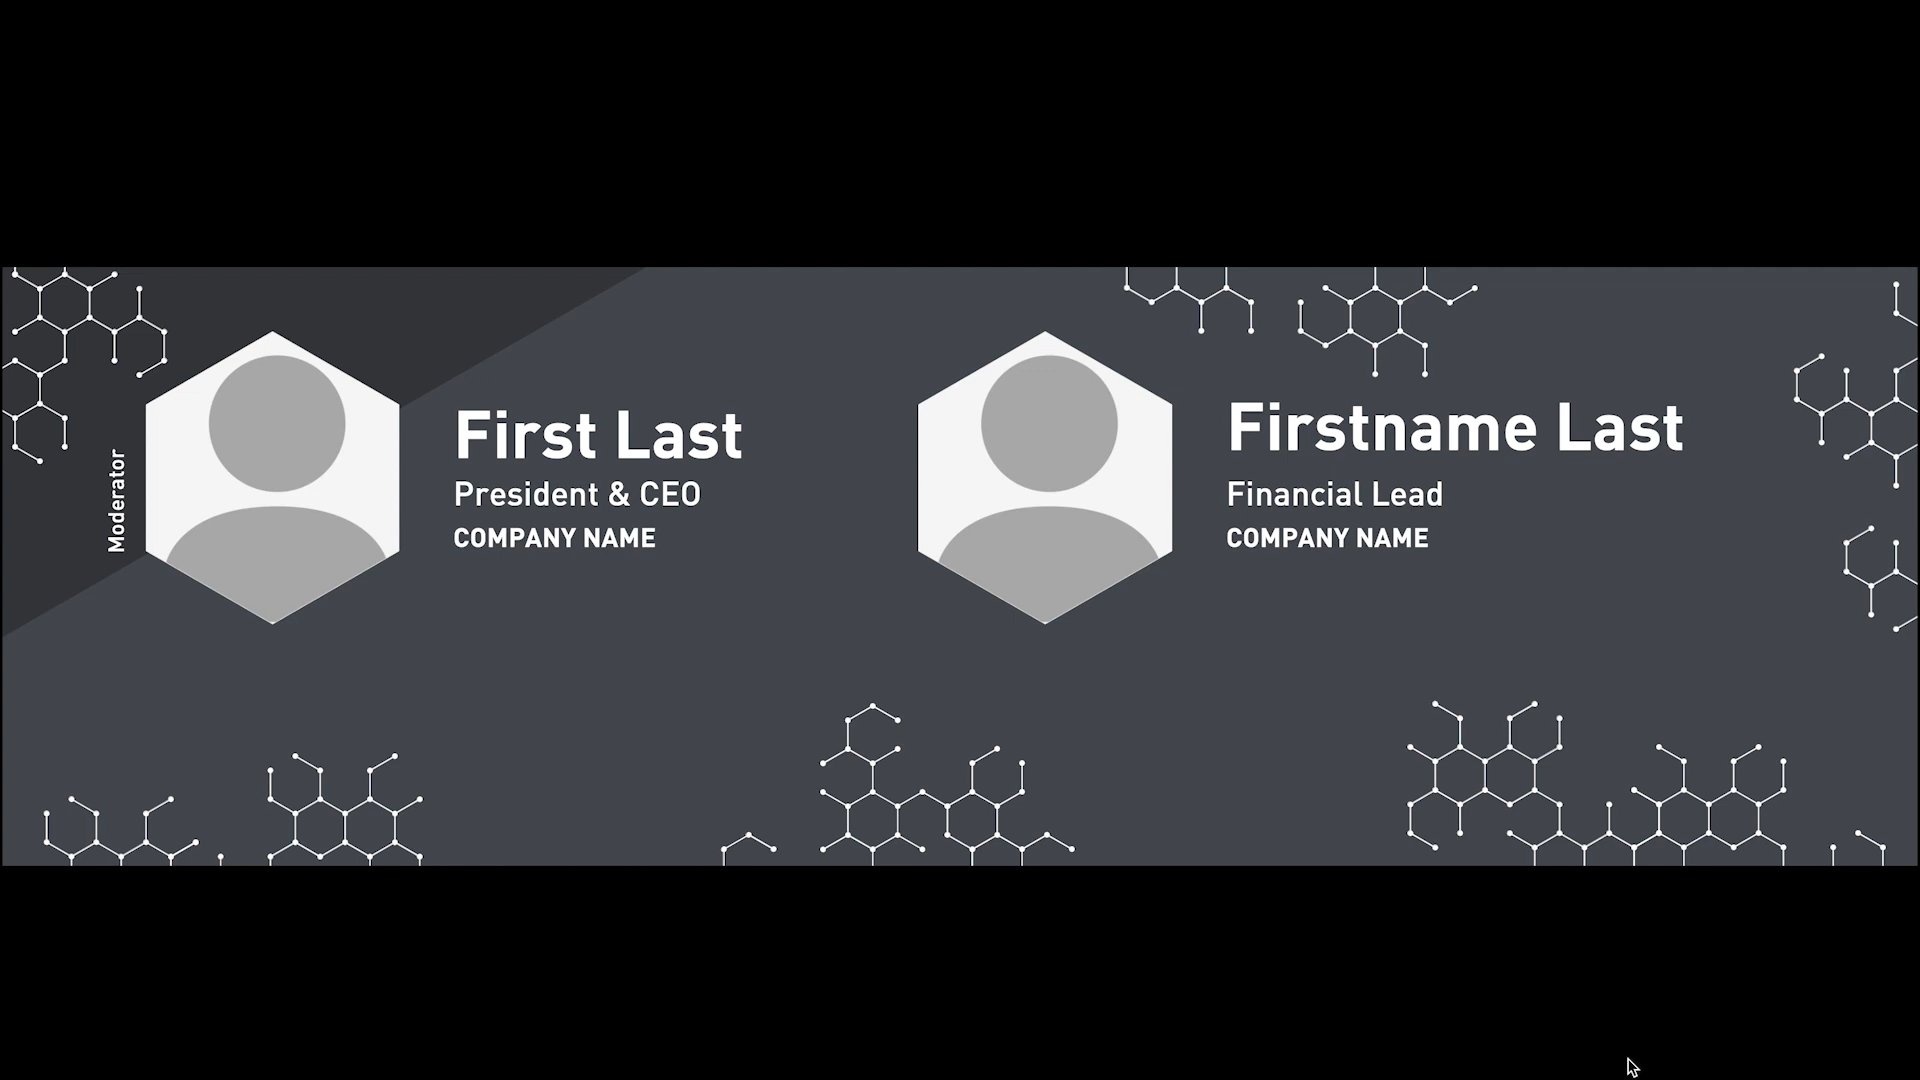 Moderator
First Last
President & CEO
COMPANY NAME
Firstname Last
Financial Lead
COMPANY NAME